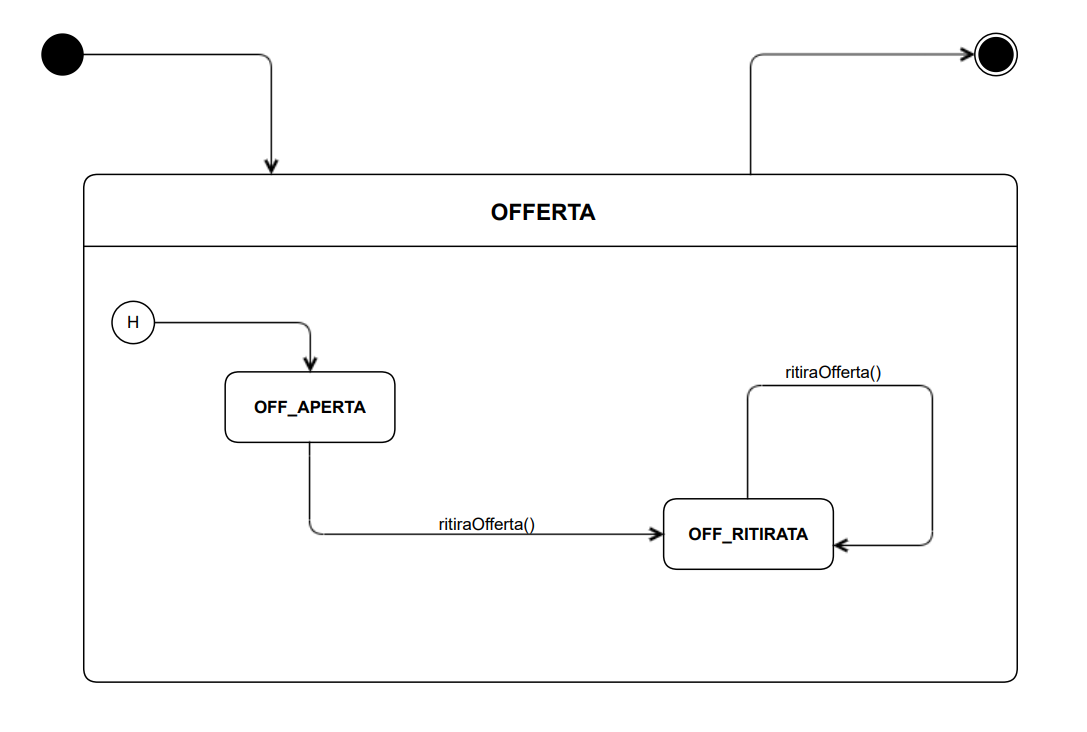 OFFERTA
H
ritiraOfferta()
OFF_APERTA
ritiraOfferta()
OFF_RITIRATA